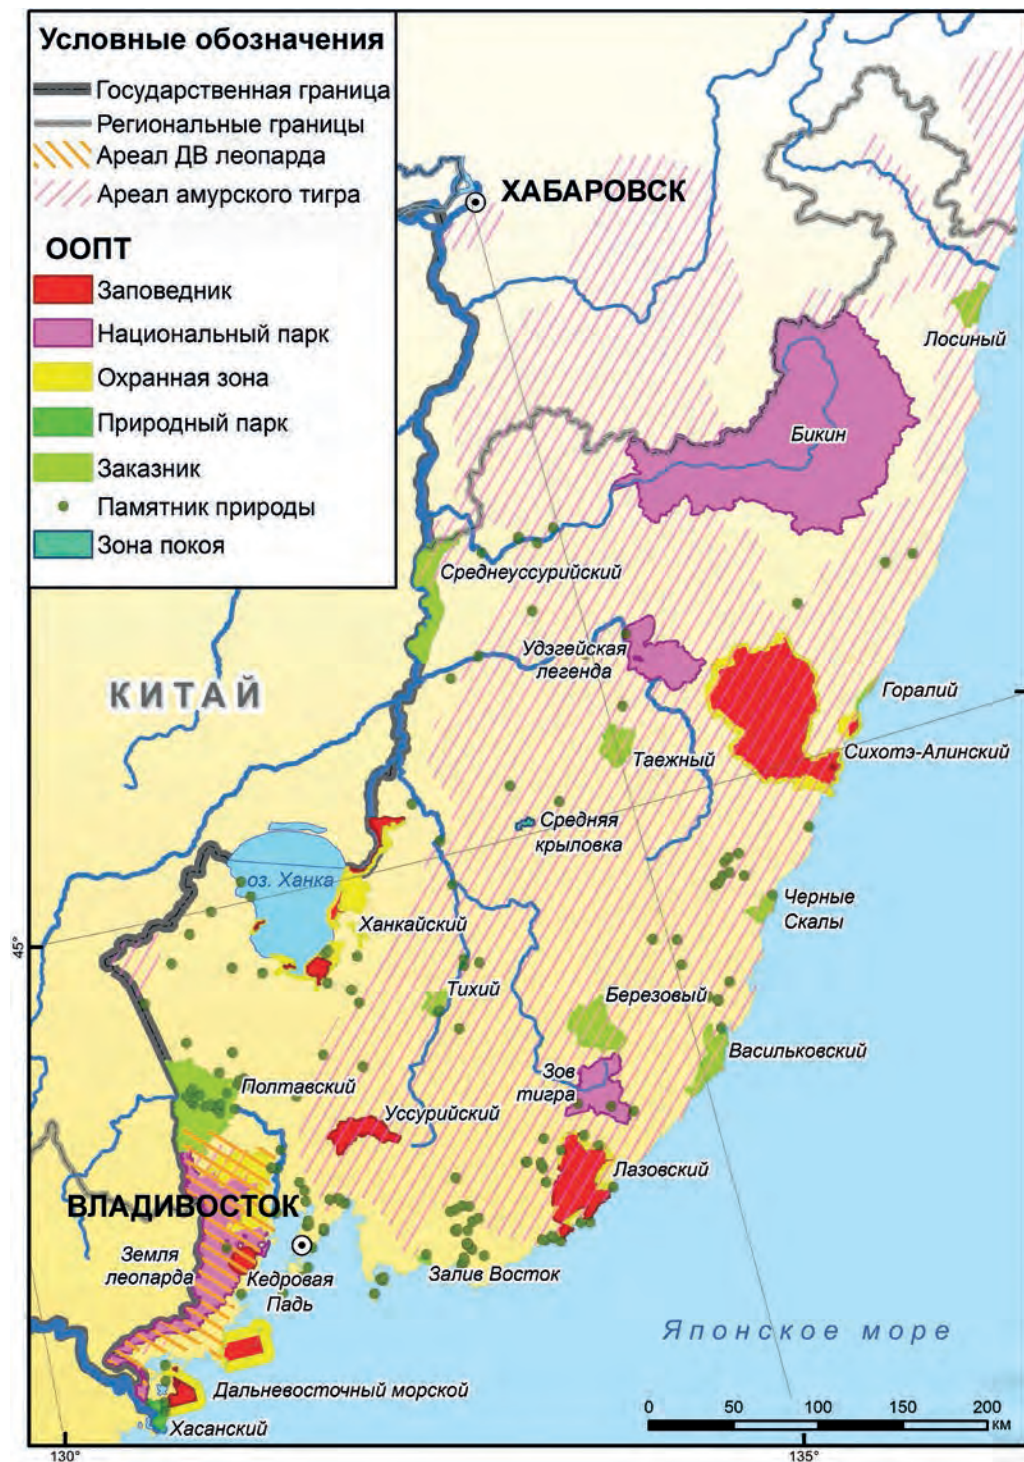 Условные обозначения
Государственная граница
Региональные границы
Ареал ДВ леопарда
Ареал амурского тигра
ООПТ
Заповедник
Национальный парк
Охранная зона
Природный парк
Заказник
Памятник природы
Зона покоя
ХАБАРОВСК
Лосиный
Бикин
Среднеуссурийский
Удэгейская
легенда
КИТАЙ
Горалий
Сихотэ-Алинский
Таежный
Средняя
крыловка
оз. Ханка
Ханкайский
Черные
Скалы
45°
Тихий
Березовый
Васильковский
Полтавский
Зов
тигра
Уссурийский
Лазовский
ВЛАДИВОСТОК
Земля
леопарда
Кедровая
Падь
Залив Восток
Японское море
Дальневосточный морской
Хасанский
0 50 100 150 200
км
130°
135°